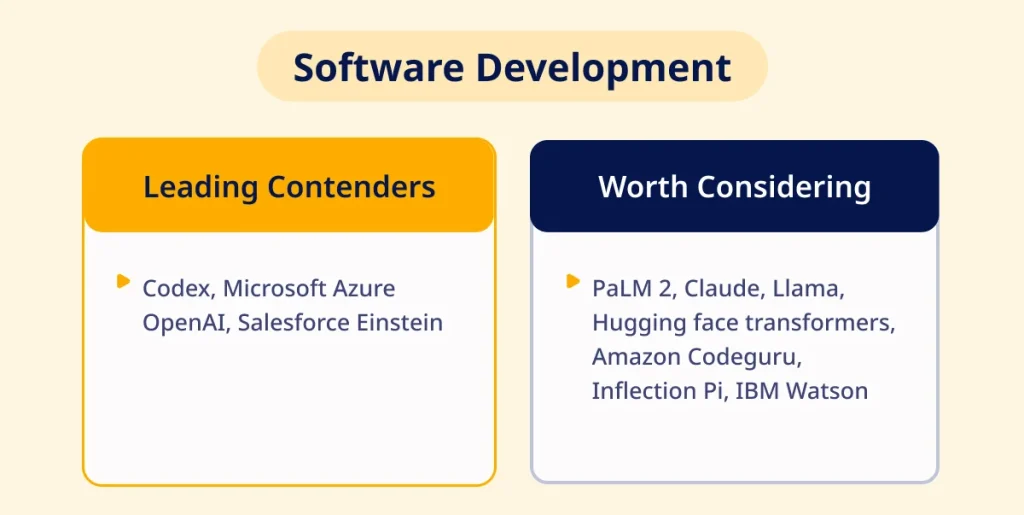 Software Development
Leading Contenders
Codex, Microsoft Azure
OpenAI, Salesforce Einstein
Worth Considering
PaLM 2, Claude, Llama,
Hugging face transformers,
Amazon Codeguru,
Inflection Pi, IBM Watson